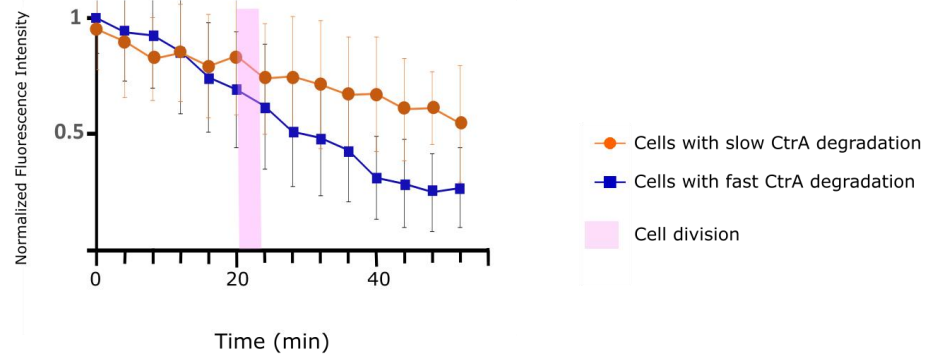 Normalized Fluorescence Intensity
1
0.5
0 20 40
Time (min)
Cells with slow CtrA degradation
Cells with fast CtrA degradation
Cell division